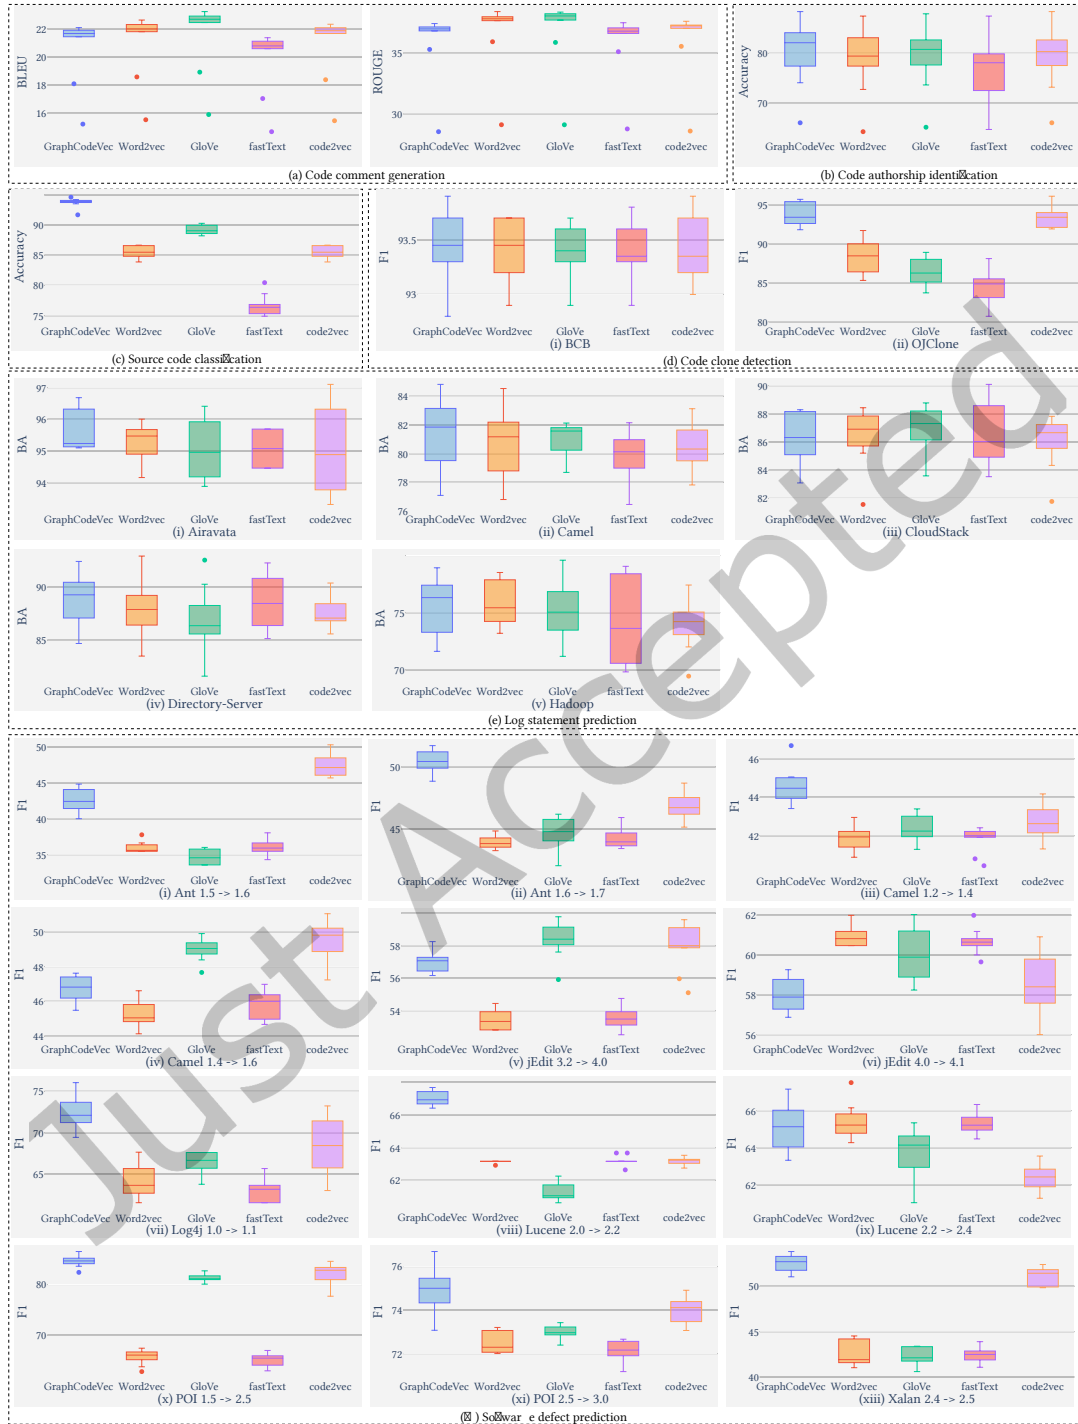 BLEU
22
20
18
16
GraphCodeVec Word2vec GloVe fastText code2vec
ROUGE
35
30
GraphCodeVec Word2vec GloVe fastText code2vec
(a) Code comment generation
Accuracy
80
70
GraphCodeVec Word2vec GloVe fastText code2vec
(b) Code authorship identi cation
Accuracy
90
85
80
75
GraphCodeVec Word2vec GloVe fastText code2vec
(c) Source code classi cation
F1
93.5
93
GraphCodeVec Word2vec GloVe fastText code2vec
(i) BCB
F1
95
90
85
80
GraphCodeVec Word2vec GloVe fastText code2vec
(ii) OJClone
(d) Code clone detection
BA
97
96
95
94
GraphCodeVec Word2vec GloVe fastText code2vec
(i) Airavata
BA
84
82
80
78
76
GraphCodeVec Word2vec GloVe fastText code2vec
(ii) Camel
BA
90
88
86
84
82
GraphCodeVec Word2vec GloVe fastText code2vec
(iii) CloudStack
BA
90
85
GraphCodeVec Word2vec GloVe fastText code2vec
(iv) Directory-Server
BA
75
70
GraphCodeVec Word2vec GloVe fastText code2vec
(v) Hadoop
(e) Log statement prediction
F1
50
45
40
35
GraphCodeVec Word2vec GloVe fastText code2vec
(i) Ant 1.5 -> 1.6
F1
50
45
GraphCodeVec Word2vec GloVe fastText code2vec
(ii) Ant 1.6 -> 1.7
F1
46
44
42
GraphCodeVec Word2vec GloVe fastText code2vec
(iii) Camel 1.2 -> 1.4
F1
50
48
46
44
GraphCodeVec Word2vec GloVe fastText code2vec
(iv) Camel 1.4 -> 1.6
F1
58
54
GraphCodeVec Word2vec GloVe fastText code2vec
(v) jEdit 3.2 -> 4.0
F1
62
60
58
56
GraphCodeVec Word2vec GloVe fastText code2vec
(vi) jEdit 4.0 -> 4.1
F1
75
70
65
GraphCodeVec Word2vec GloVe fastText code2vec
(vii) Log4j 1.0 -> 1.1
F1
66
64
62
GraphCodeVec Word2vec GloVe fastText code2vec
(viii) Lucene 2.0 -> 2.2
F1
66
64
62
GraphCodeVec Word2vec GloVe fastText code2vec
(ix) Lucene 2.2 -> 2.4
F1
80
70
GraphCodeVec Word2vec GloVe fastText code2vec
(x) POI 1.5 -> 2.5
F1
76
74
72
GraphCodeVec Word2vec GloVe fastText code2vec
(xi) POI 2.5 -> 3.0
F1
50
45
40
GraphCodeVec Word2vec GloVe fastText code2vec
(xiii) Xalan 2.4 -> 2.5
( ) So war e defect prediction
Just Accepted